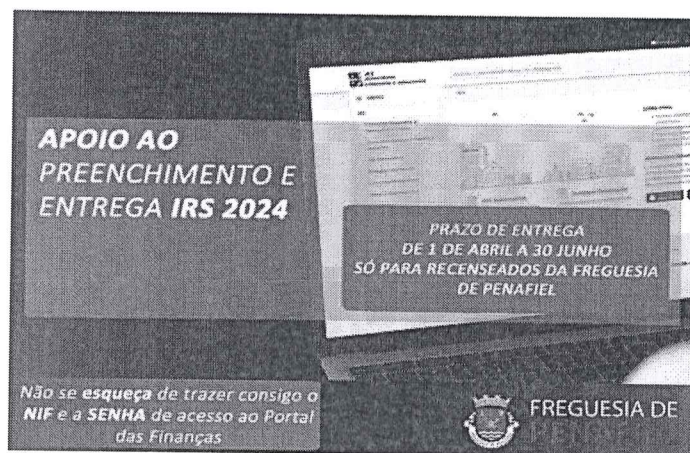 APOIO AO
PREENCHIMENTO E
ENTREGA IRS 2024
PRAZO DE ENTREGA
DE 1 DE ABRIL A 30 JUNHO
SÓ PARA RECENSEADOS DA FREGUESIA
DE PENAFIEL
Não se esqueça de trazer consigo o
NIF e a SENHA de acesso ao Portal
das Finanças
FREGUESIA DE
PENAFIEL